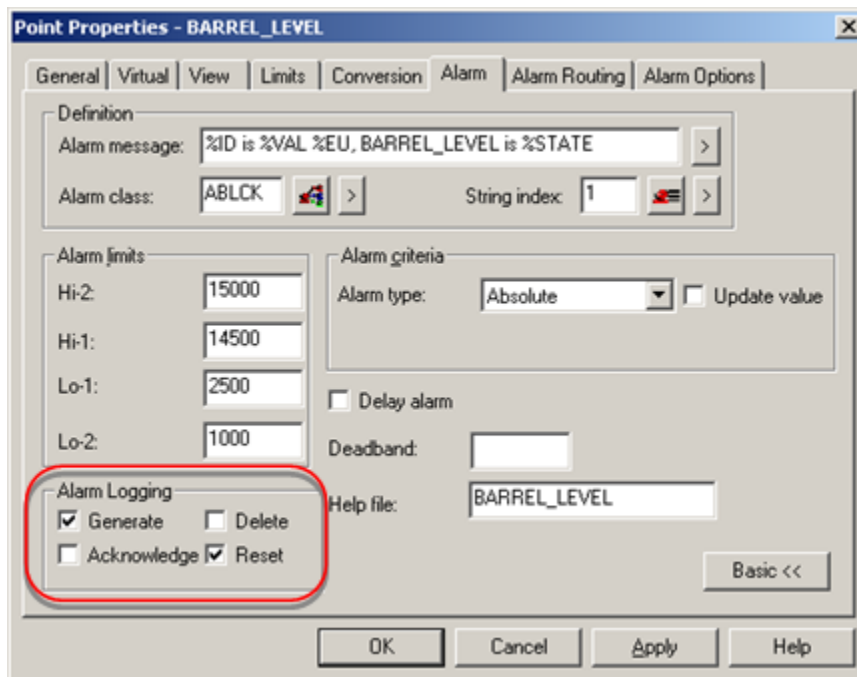 Point Properties - BARREL_LEVEL
General Virtual View Limits Conversion Alarm Alarm Routing Alarm Options
Definition
Alarm message: %ID is %VAL %EU, BARREL_LEVEL is %STATE >
Alarm class: ABLCK > String index: 1 >
Alarm limits
Hi-2: 15000
Hi-1: 14500
Lo-1: 2500
Lo-2: 1000
Alarm criteria
Alarm type: Absolute Update value
Delay alarm
Deadband:
Help file: BARREL_LEVEL
Alarm Logging
Generate Delete
Acknowledge Reset
Basic <<
OK Cancel Apply Help